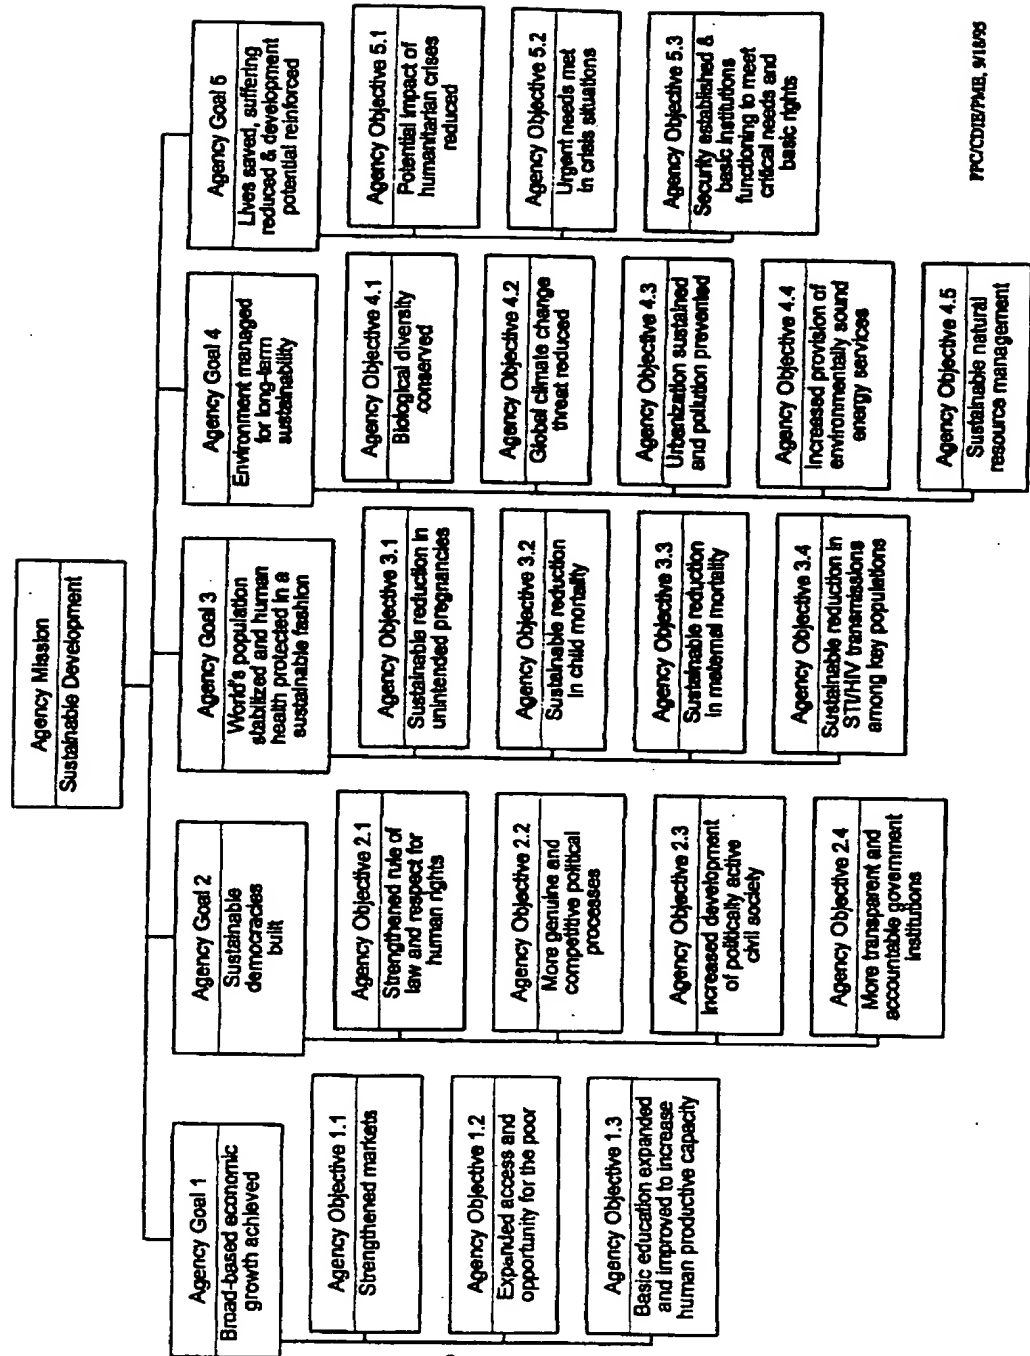 Agency Mission
Sustainable Development
Agency Goal 1
Broad-based economic
growth achieved
Agency Objective 1.1
Strengthened markets
Agency Objective 1.2
Expanded access and
opportunity for the poor
Agency Objective 1.3
Basic education expanded
and improved to increase
human productive capacity
Agency Goal 2
Sustainable
democracies
built
Agency Objective 2.1
Strengthened rule of
law and respect for
human rights
Agency Objective 2.2
More genuine and
competitive political
processes
Agency Objective 2.3
Increased development
of politically active
civil society
Agency Objective 2.4
More transparent and
accountable government
institutions
Agency Goal 3
World's population
stabilized and human
health protected in a
sustainable fashion
Agency Objective 3.1
Sustainable reduction in
unintended pregnancies
Agency Objective 3.2
Sustainable reduction
in child mortality
Agency Objective 3.3
Sustainable reduction
in maternal mortality
Agency Objective 3.4
Sustainable reduction in
STI/HIV transmissions
among key populations
Agency Goal 4
Environment managed
for long-term
sustainability
Agency Objective 4.1
Biological diversity
conserved
Agency Objective 4.2
Global climate change
threat reduced
Agency Objective 4.3
Urbanization sustained
and pollution prevented
Agency Objective 4.4
Increased provision of
environmentally sound
energy services
Agency Objective 4.5
Sustainable natural
resource management
Agency Goal 5
Lives saved, suffering
reduced & development
potential reinforced
Agency Objective 5.1
Potential impact of
humanitarian crises
reduced
Agency Objective 5.2
Urgent needs met
in crisis situations
Agency Objective 5.3
Security established &
basic institutions
functioning to meet
critical needs and
basic rights
PPC/CDIE/PME, 9/18/95